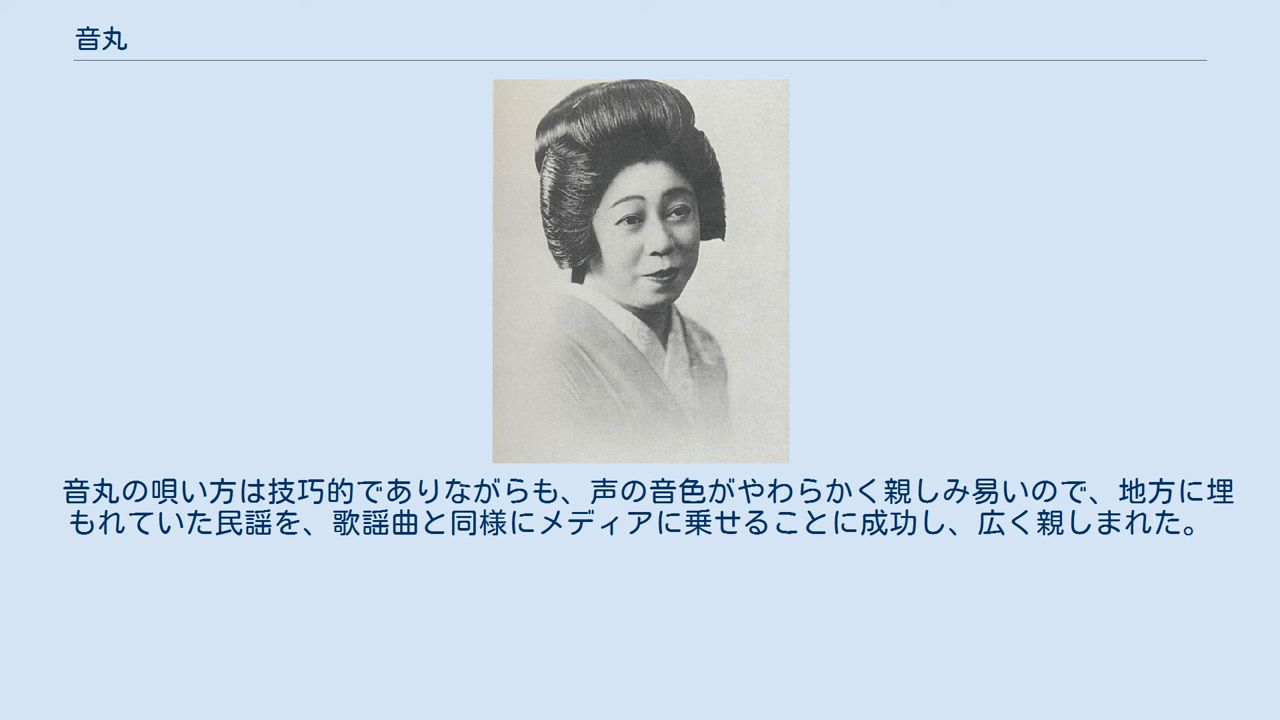 音丸
音丸の唄い方は技巧的でありながらも、声の音色がやわらかく親しみ易いので、地方に埋
もれていた民謡を、歌謡曲と同様にメディアに乗せることに成功し、広く親しまれた。